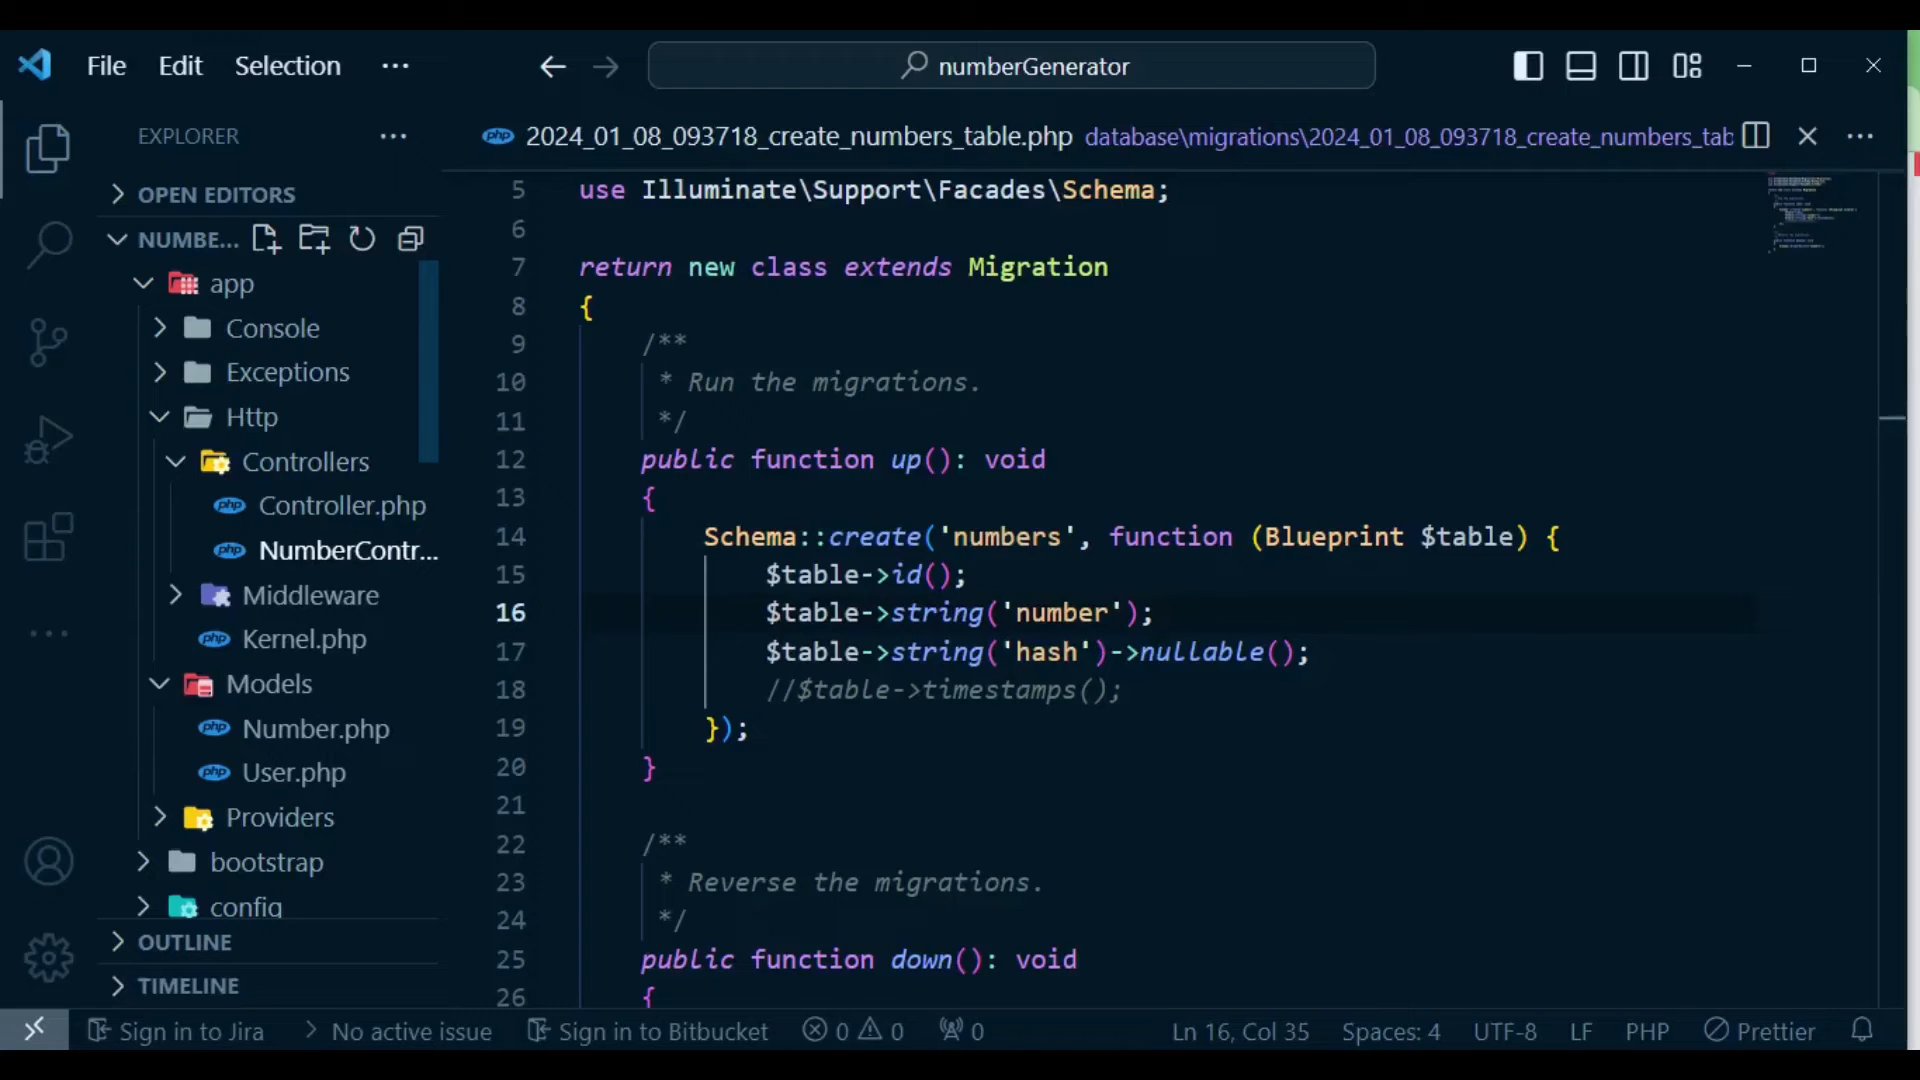 File Edit Selection ···
numberGenerator
EXPLORER ···
OPEN EDITORS
NUMBE...
app
Console
Exceptions
Http
Controllers
Controller.php
NumberContr...
Middleware
Kernel.php
Models
Number.php
User.php
Providers
bootstrap
config
OUTLINE
TIMELINE
php 2024_01_08_093718_create_numbers_table.php database\migrations\2024_01_08_093718_create_numbers_tab
5 use Illuminate\Support\Facades\Schema;
6
7 return new class extends Migration
8 {
9 /**
10 * Run the migrations.
11 */
12 public function up(): void
13 {
14 Schema::create('numbers', function (Blueprint $table) {
15 $table->id();
16 $table->string('number');
17 $table->string('hash')->nullable();
18 //$table->timestamps();
19 });
20 }
21
22 /**
23 * Reverse the migrations.
24 */
25 public function down(): void
26 {
Sign in to Jira > No active issue Sign in to Bitbucket 0 0 0 Ln 16, Col 35 Spaces: 4 UTF-8 LF PHP Prettier